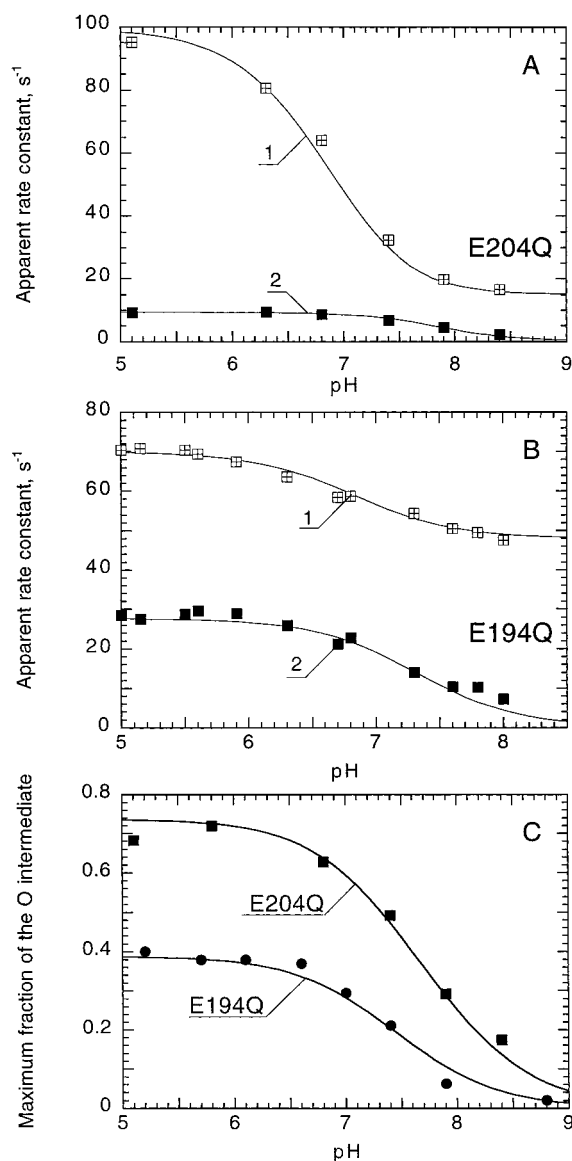 100
80
60
40
20
0
Apparent rate constant, s⁻¹
A
1
E204Q
2
5 6 7 8 9
pH
80
60
40
20
0
Apparent rate constant, s⁻¹
B
1
E194Q
2
5 6 7 8
pH
0.8
0.6
0.4
0.2
0
Maximum fraction of the O intermediate
C
E204Q
E194Q
5 6 7 8 9
pH